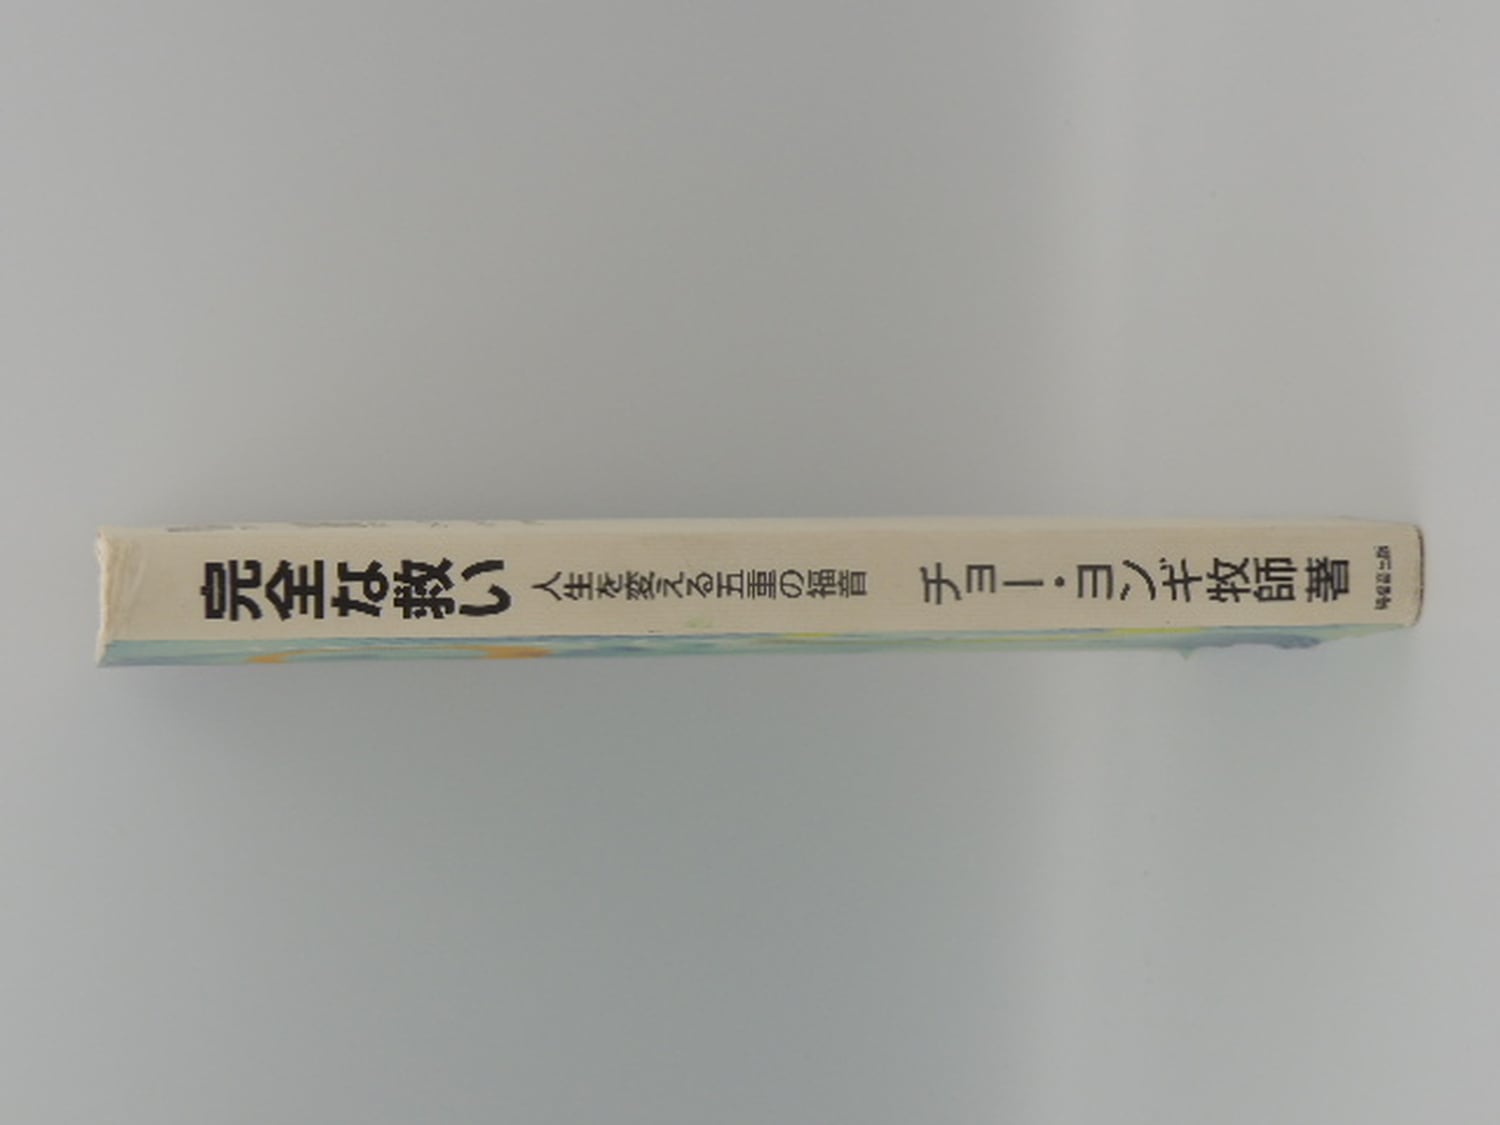 完全な救い
人生を変える五重の福音
チョー・ヨンギ牧師著